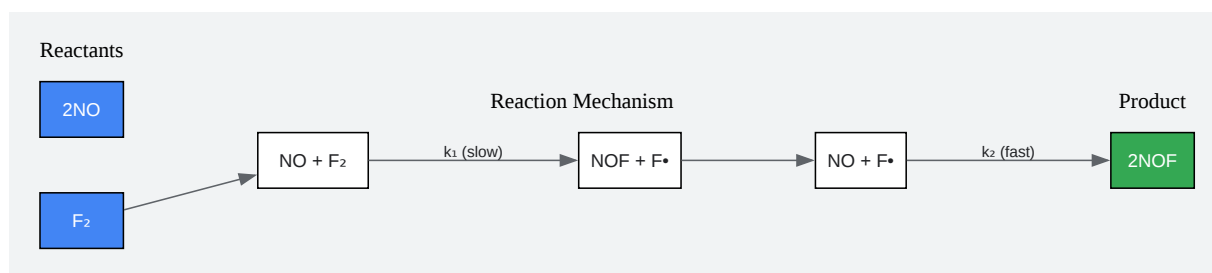 Reactants
2NO
F₂
Reaction Mechanism
NO + F₂
k₁ (slow)
NOF + F•
NO + F•
k₂ (fast)
Product
2NOF